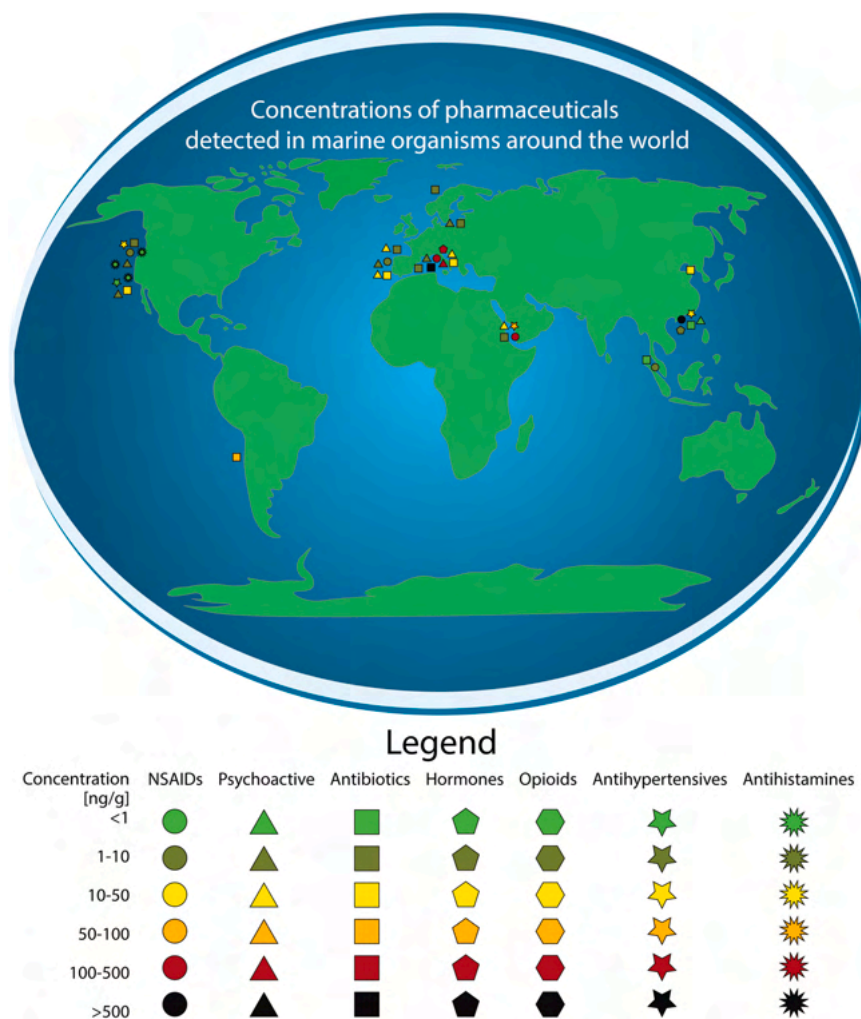 Concentrations of pharmaceuticals
detected in marine organisms around the world
Legend
Concentration
[ng/g]
NSAIDs Psychoactive Antibiotics Hormones Opioids Antihypertensives Antihistamines
<1
1-10
10-50
50-100
100-500
>500